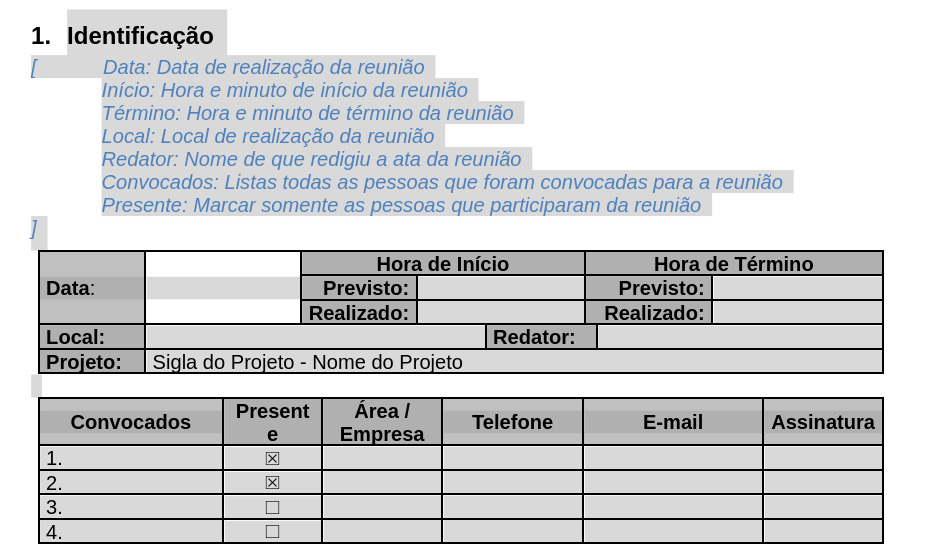 1. Identificação
[ Data: Data de realização da reunião
Início: Hora e minuto de início da reunião
Término: Hora e minuto de término da reunião
Local: Local de realização da reunião
Redator: Nome de que redigiu a ata da reunião
Convocados: Listas todas as pessoas que foram convocadas para a reunião
Presente: Marcar somente as pessoas que participaram da reunião
]
Hora de Início Hora de Término
Data: Previsto: Previsto:
Realizado: Realizado:
Local: Redator:
Projeto: Sigla do Projeto - Nome do Projeto
Convocados Present
e Área /
Empresa Telefone E-mail Assinatura
1. ☒
2. ☒
3. ☐
4. ☐